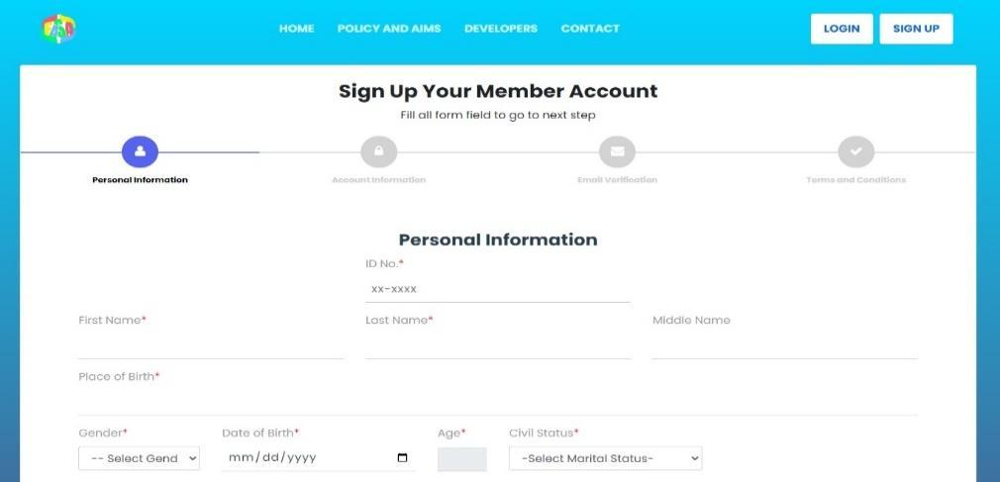 HOME POLICY AND AIMS DEVELOPERS CONTACT LOGIN SIGN UP
Sign Up Your Member Account
Fill all form field to go to next step
Personal Information Account Information Email Verification Terms and Conditions
Personal Information
ID No.*
xx-xxxx
First Name* Last Name* Middle Name
Place of Birth*
Gender* Date of Birth* Age* Civil Status*
-- Select Gend mm/dd/yyyy -Select Marital Status-